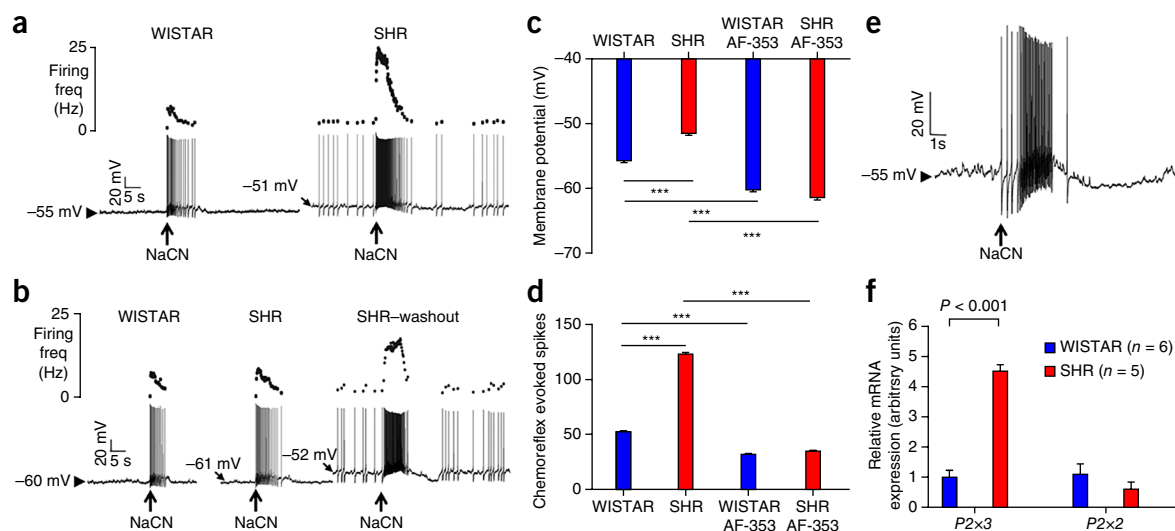 a
WISTAR
SHR
25
Firing
freq
(Hz)
0
20 mV
5 s
–51 mV
–55 mV
NaCN
NaCN
b
WISTAR
SHR
SHR–washout
25
Firing
freq
(Hz)
0
20 mV
5 s
–61 mV
–52 mV
–60 mV
NaCN
NaCN
NaCN
c
WISTAR
SHR
WISTAR
AF-353
SHR
AF-353
Membrane potential (mV)
–40
–50
–60
–70
***
***
***
d
Chemoreflex evoked spikes
150
100
50
0
***
***
***
WISTAR
SHR
WISTAR
AF-353
SHR
AF-353
e
20 mV
1s
–55 mV
NaCN
f
Relative mRNA
expression (arbitrsry units)
6
5
4
3
2
1
0
P < 0.001
WISTAR (n = 6)
SHR (n = 5)
P2×3
P2×2